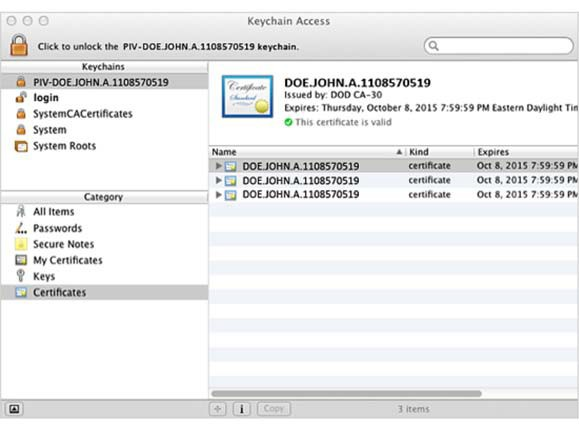 Keychain Access
Click to unlock the PIV-DOE.JOHN.A.1108570519 keychain.
Keychains
PIV-DOE.JOHN.A.1108570519
login
SystemCACertificates
System
System Roots
Certificate
Standard
DOE.JOHN.A.1108570519
Issued by: DOD CA-30
Expires: Thursday, October 8, 2015 7:59:59 PM Eastern Daylight Tin
This certificate is valid
Name Kind Expires
DOE.JOHN.A.1108570519 certificate Oct 8, 2015 7:59:59 PM
DOE.JOHN.A.1108570519 certificate Oct 8, 2015 7:59:59 PM
DOE.JOHN.A.1108570519 certificate Oct 8, 2015 7:59:59 PM
Category
All Items
Passwords
Secure Notes
My Certificates
Keys
Certificates
+ i Copy 3 items